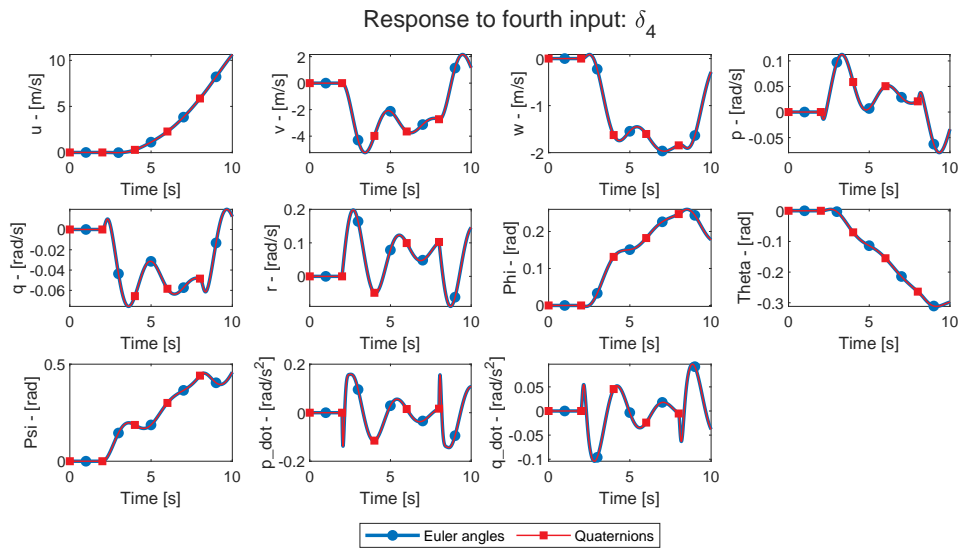 Response to fourth input: δ4
10
5
0
0
5
10
u - [m/s]
Time [s]
2
0
-2
-4
0
5
10
v - [m/s]
Time [s]
0
-1
-2
0
5
10
w - [m/s]
Time [s]
0.1
0.05
0
-0.05
0
5
10
p - [rad/s]
Time [s]
0
-0.02
-0.04
-0.06
0
5
10
q - [rad/s]
Time [s]
0.2
0.1
0
0
5
10
r - [rad/s]
Time [s]
0.2
0.1
0
0
5
10
Phi - [rad]
Time [s]
0
-0.1
-0.2
-0.3
0
5
10
Theta - [rad]
Time [s]
0.5
0
0
5
10
Psi - [rad]
Time [s]
0.2
0
-0.2
0
5
10
p_dot - [rad/s²]
Time [s]
0.05
0
-0.05
-0.1
0
5
10
q_dot - [rad/s²]
Time [s]
Euler angles
Quaternions